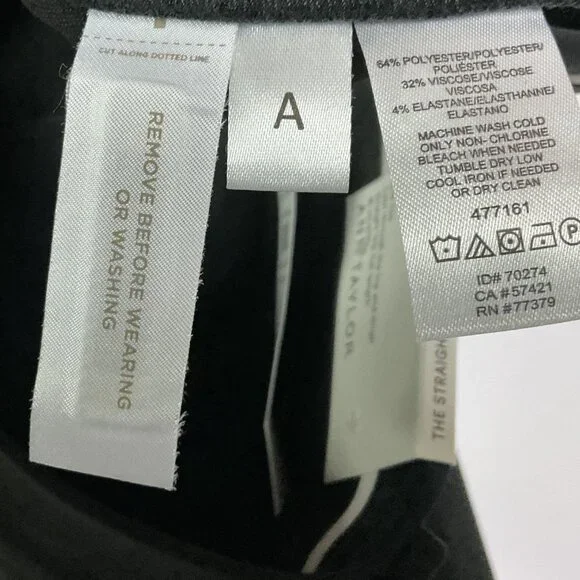 CUT ALONG DOTTED LINE
REMOVE BEFORE WEARING
OR WASHING
A
64% POLYESTER/POLYESTER/
POLIÉSTER
32% VISCOSE/VISCOSE
VISCOSA
4% ELASTANE/ELASTHANNE/
ELASTANO
MACHINE WASH COLD
ONLY NON- CHLORINE
BLEACH WHEN NEEDED
TUMBLE DRY LOW
COOL IRON IF NEEDED
OR DRY CLEAN
477161
P
ID# 70274
CA #57421
RN #77379
TAYLOR
THE STRAIGH